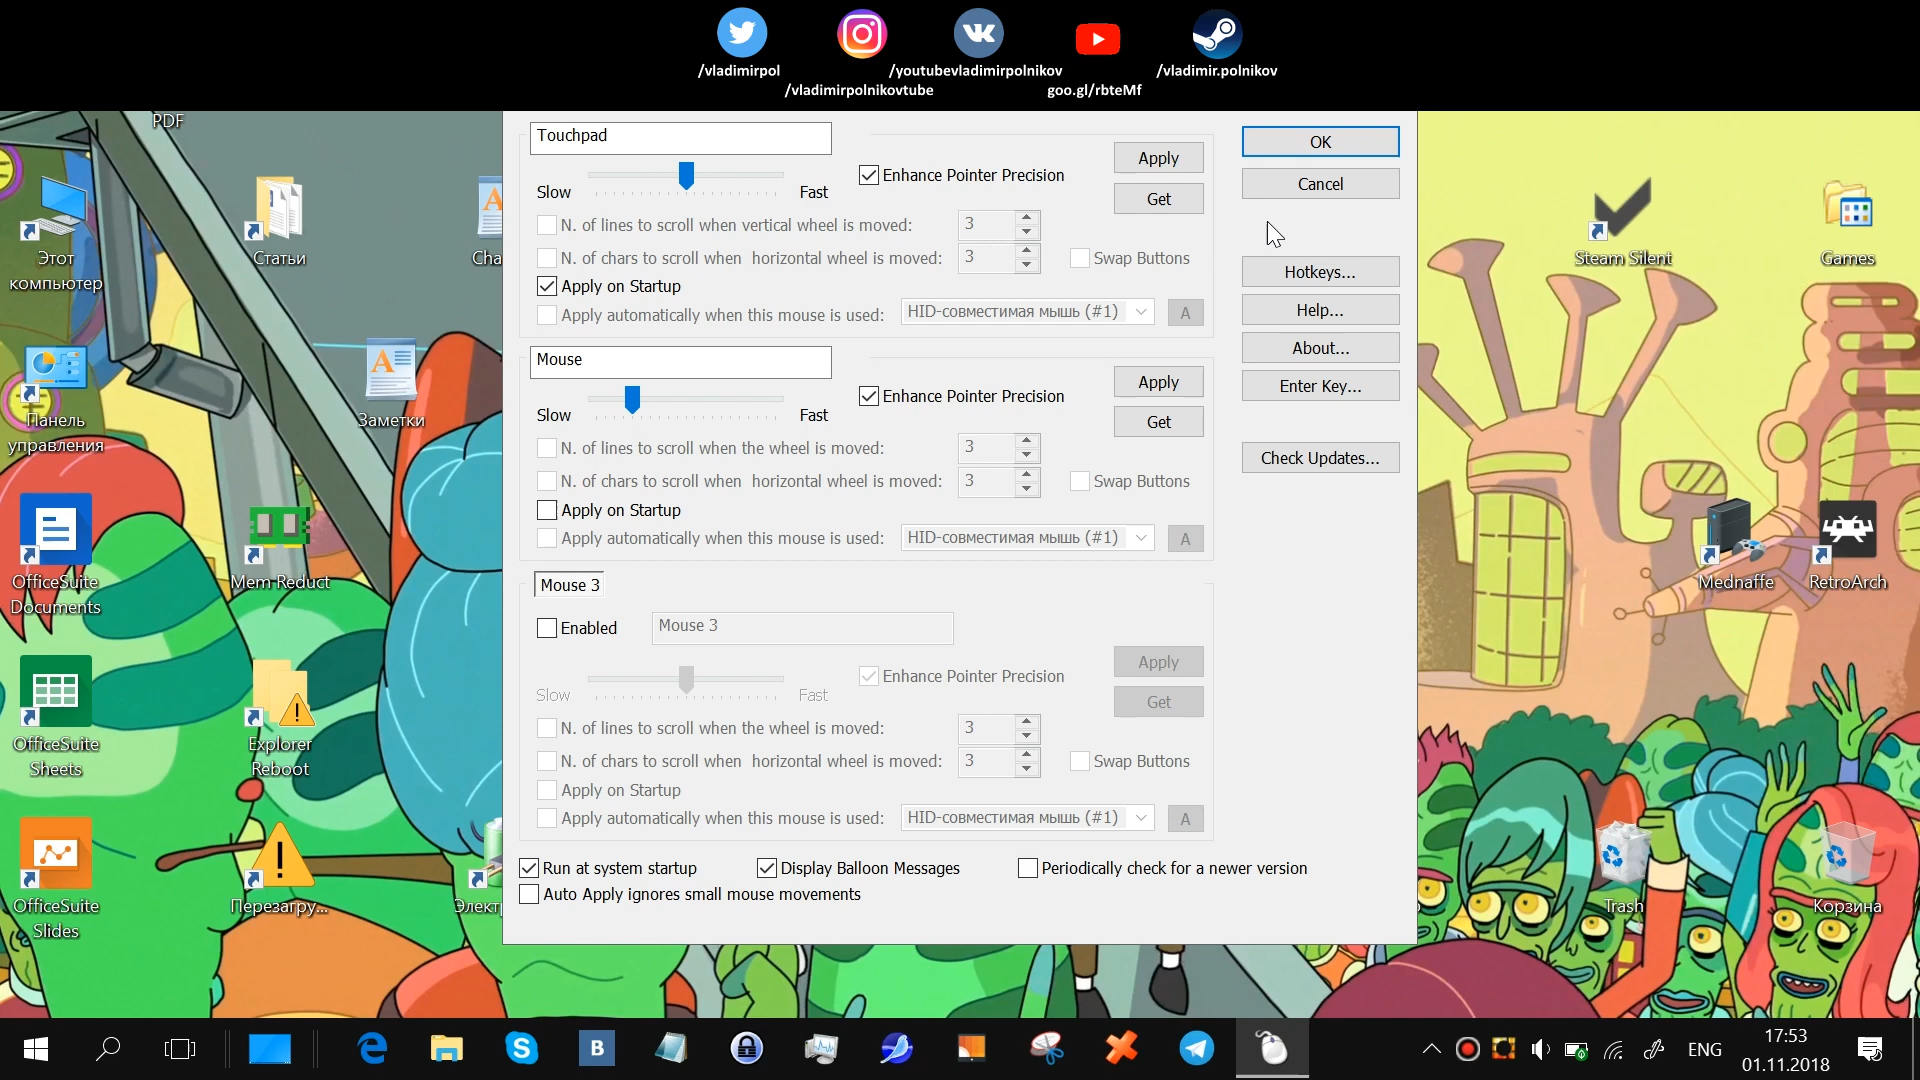 /vladimirpol
/youtubevladimirpolnikov
/vladimir.polnikov
/vladimirpolnikovtube
goo.gl/rbteMf
PDF
Touchpad
Slow
Fast
Enhance Pointer Precision
Apply
Get
N. of lines to scroll when vertical wheel is moved:
3
N. of chars to scroll when horizontal wheel is moved:
3
Swap Buttons
Apply on Startup
Apply automatically when this mouse is used:
HID-совместимая мышь (#1)
A
Mouse
Slow
Fast
Enhance Pointer Precision
Apply
Get
N. of lines to scroll when the wheel is moved:
3
N. of chars to scroll when horizontal wheel is moved:
3
Swap Buttons
Apply on Startup
Apply automatically when this mouse is used:
HID-совместимая мышь (#1)
A
Mouse 3
Enabled
Mouse 3
Slow
Fast
Enhance Pointer Precision
Apply
Get
N. of lines to scroll when the wheel is moved:
3
N. of chars to scroll when horizontal wheel is moved:
3
Swap Buttons
Apply on Startup
Apply automatically when this mouse is used:
HID-совместимая мышь (#1)
A
Run at system startup
Display Balloon Messages
Periodically check for a newer version
Auto Apply ignores small mouse movements
OK
Cancel
Hotkeys...
Help...
About...
Enter Key...
Check Updates...
Этот
компьютер
Статьи
Cha
Панель
управления
Заметки
OfficeSuite
Documents
Mem Reduct
OfficeSuite
Sheets
Explorer
Reboot
OfficeSuite
Slides
Перезагру...
Элект
Steam Silent
Games
Mednaffe
RetroArch
Trash
Корзина
ENG
17:53
01.11.2018